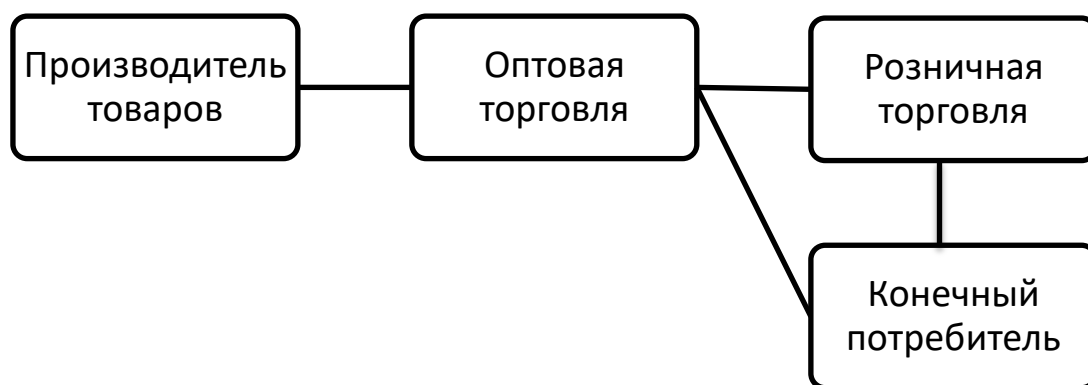 Производитель
товаров
Оптовая
торговля
Розничная
торговля
Конечный
потребитель